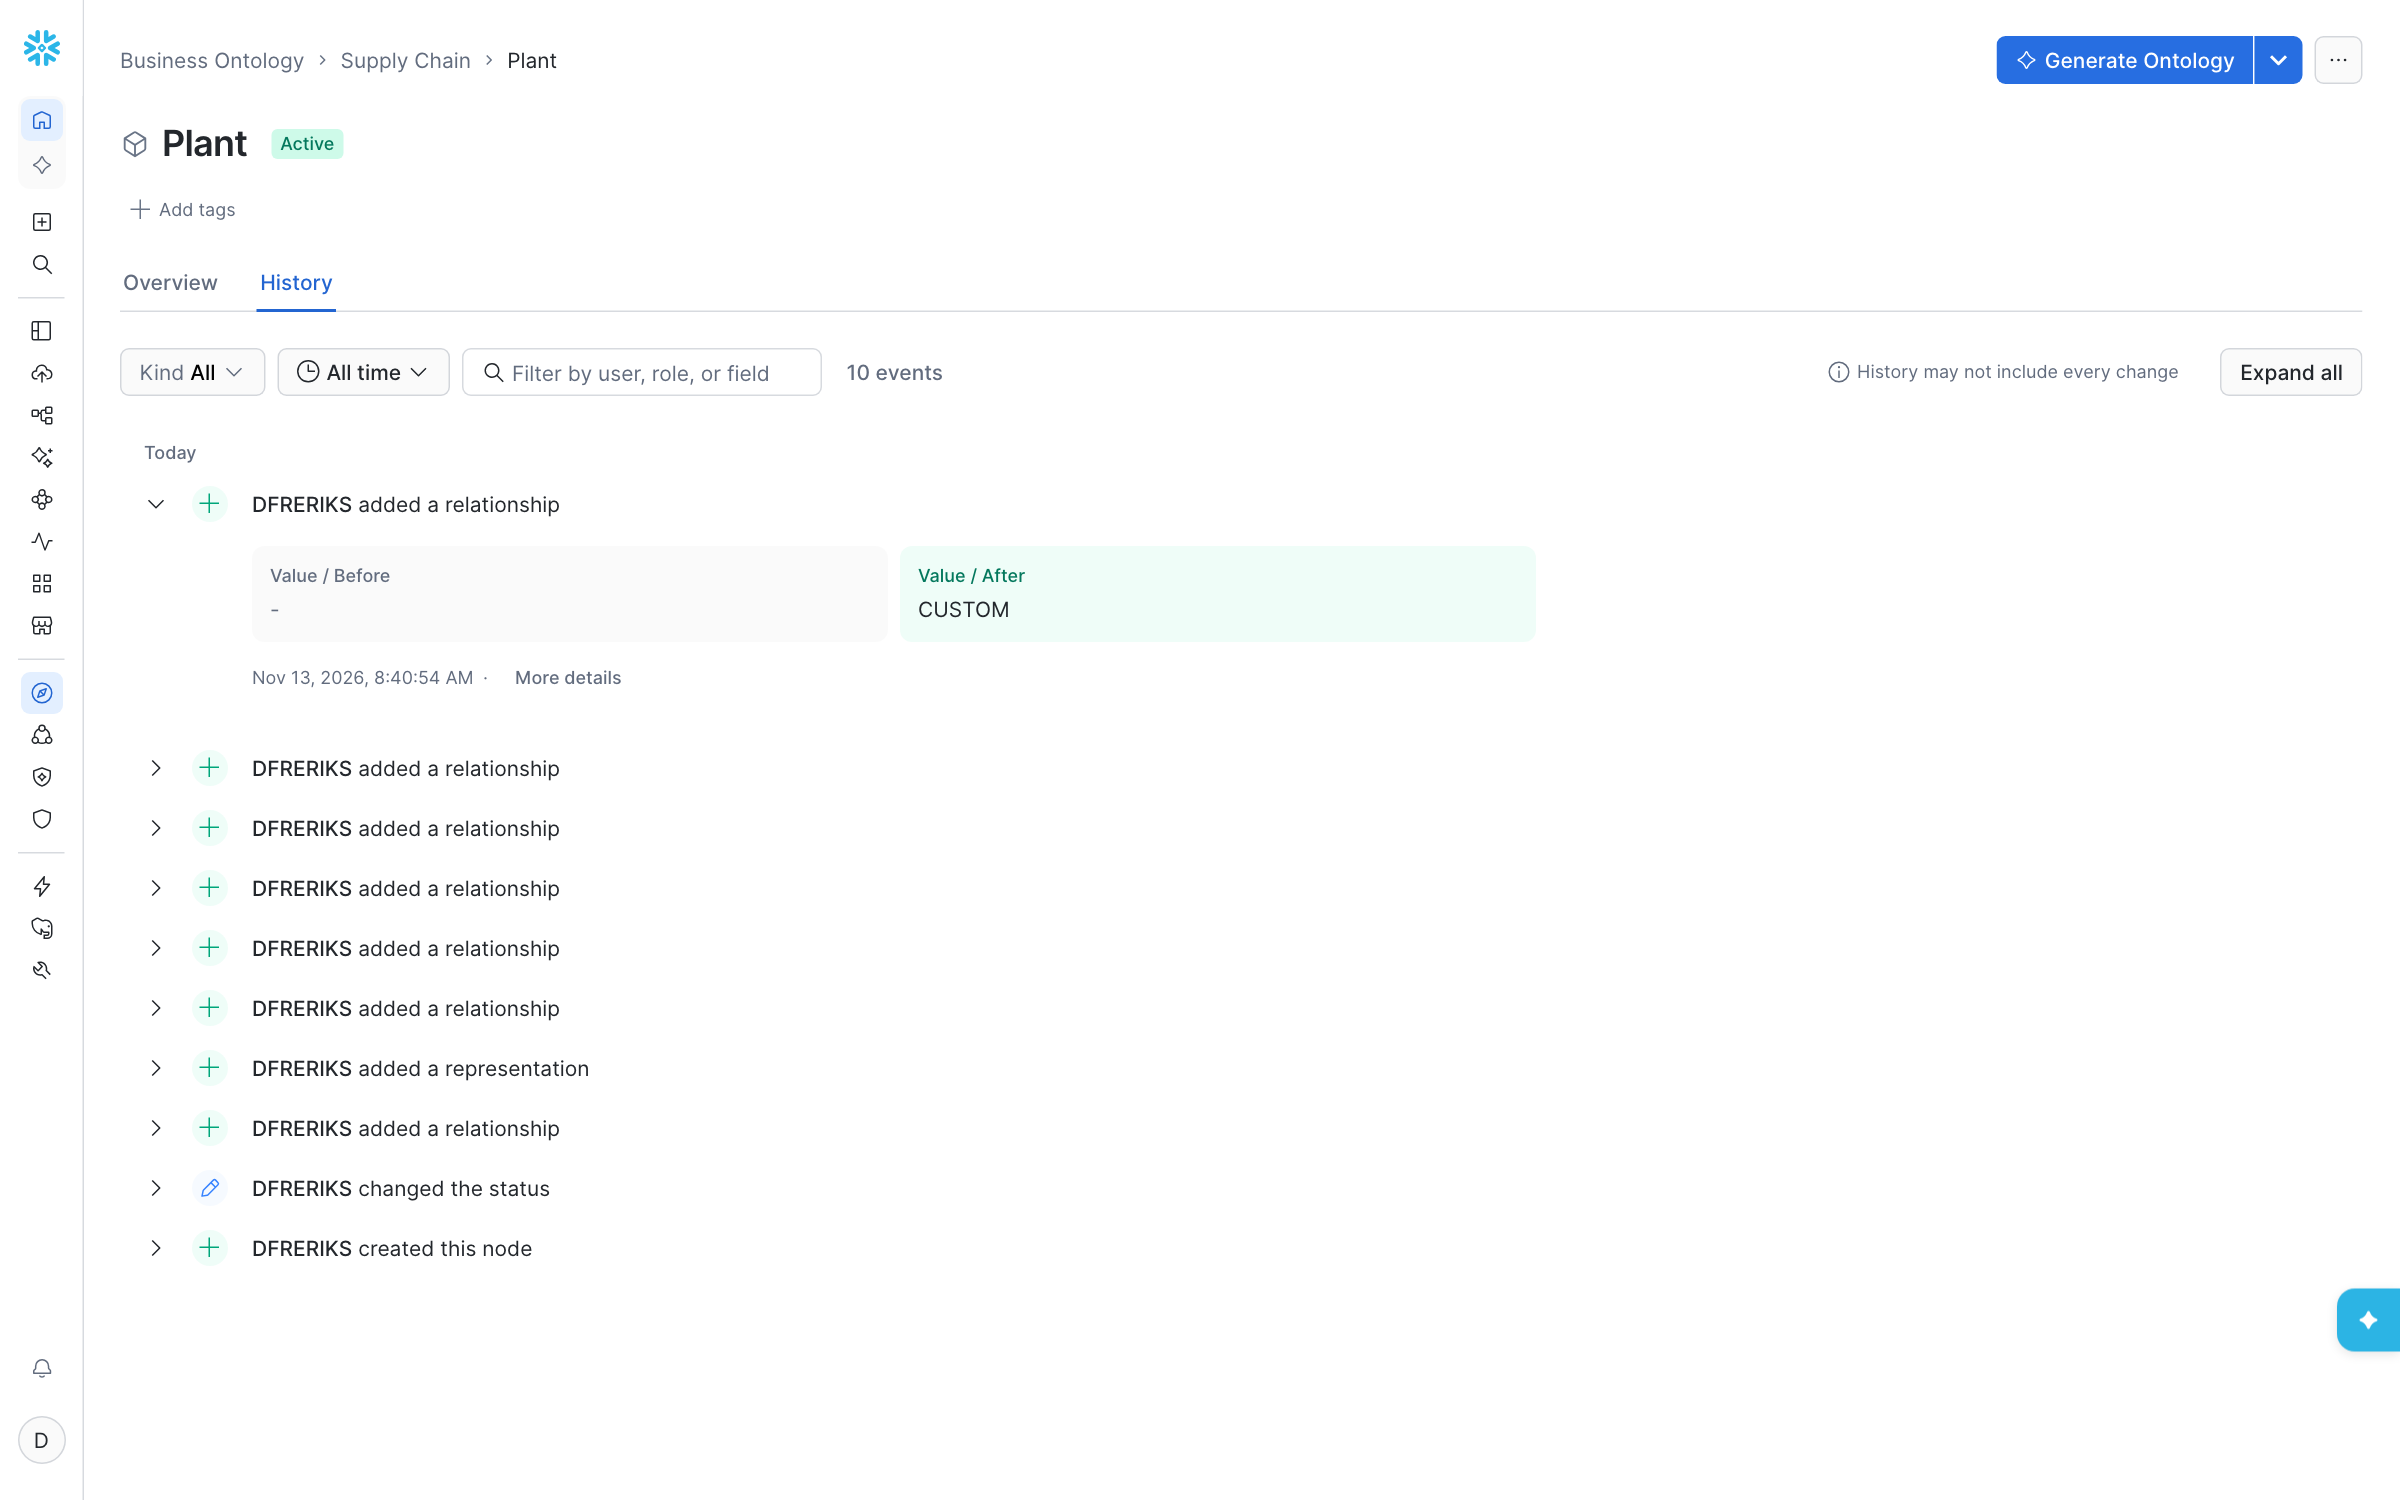 Business Ontology > Supply Chain > Plant
Generate Ontology
Plant
Active
Add tags
Overview
History
Kind All
All time
Filter by user, role, or field
10 events
History may not include every change
Expand all
Today
DFRERIKS added a relationship
Value / Before
-
Value / After
CUSTOM
Nov 13, 2026, 8:40:54 AM ·
More details
DFRERIKS added a relationship
DFRERIKS added a relationship
DFRERIKS added a relationship
DFRERIKS added a relationship
DFRERIKS added a relationship
DFRERIKS added a representation
DFRERIKS added a relationship
DFRERIKS changed the status
DFRERIKS created this node
D